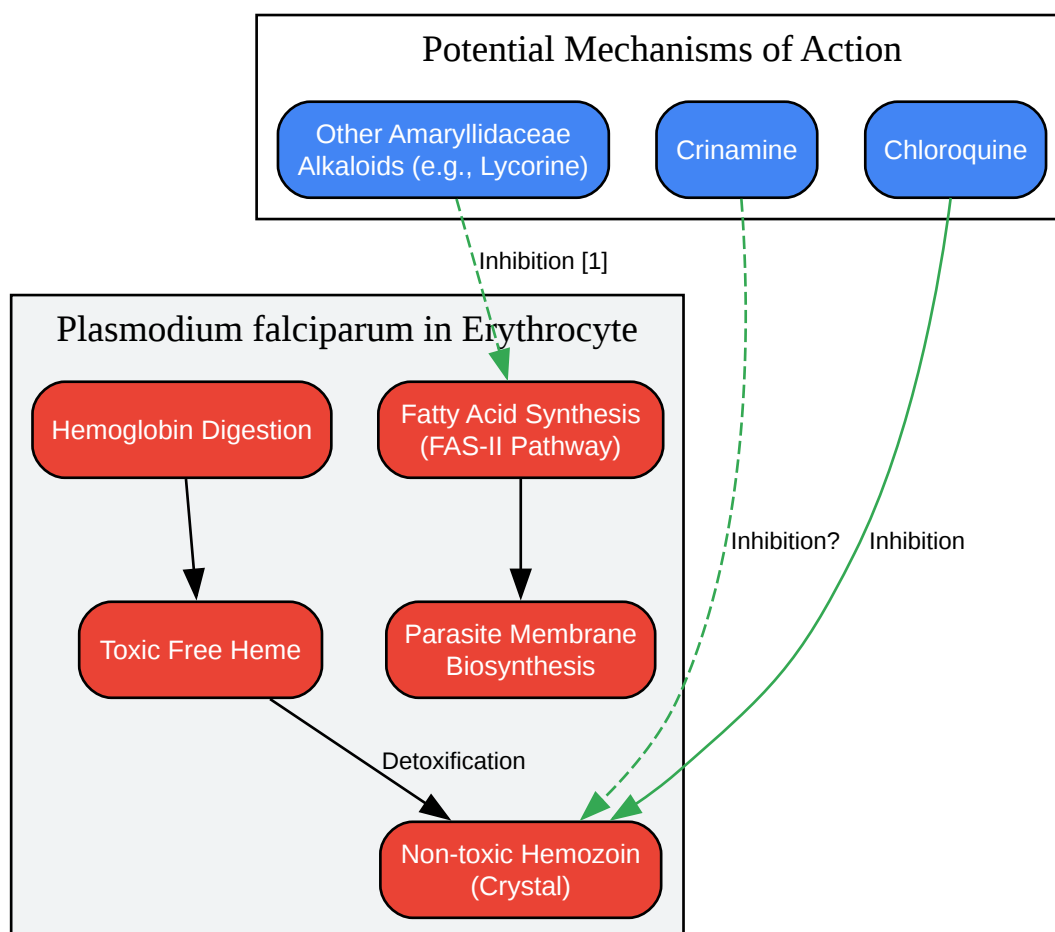 Potential Mechanisms of Action
Other Amaryllidaceae
Alkaloids (e.g., Lycorine)
Crinamine
Chloroquine
Inhibition [1]
Plasmodium falciparum in Erythrocyte
Hemoglobin Digestion
Fatty Acid Synthesis
(FAS-II Pathway)
Inhibition?
Inhibition
Toxic Free Heme
Parasite Membrane
Biosynthesis
Detoxification
Non-toxic Hemozoin
(Crystal)